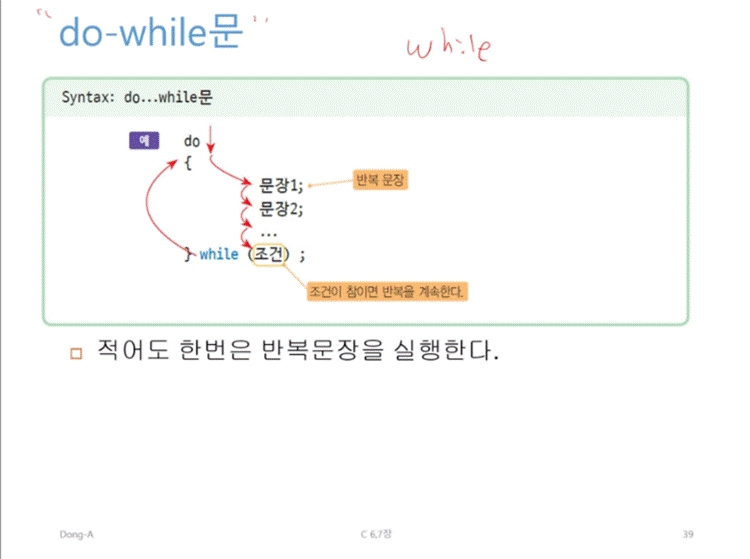 " do-while문 "
while
Syntax: do...while문
예 do
{
문장1; 반복 문장
문장2;
...
} while (조건) ;
조건이 참이면 반복을 계속한다.
적어도 한번은 반복문장을 실행한다.
Dong-A C 6,7장 39